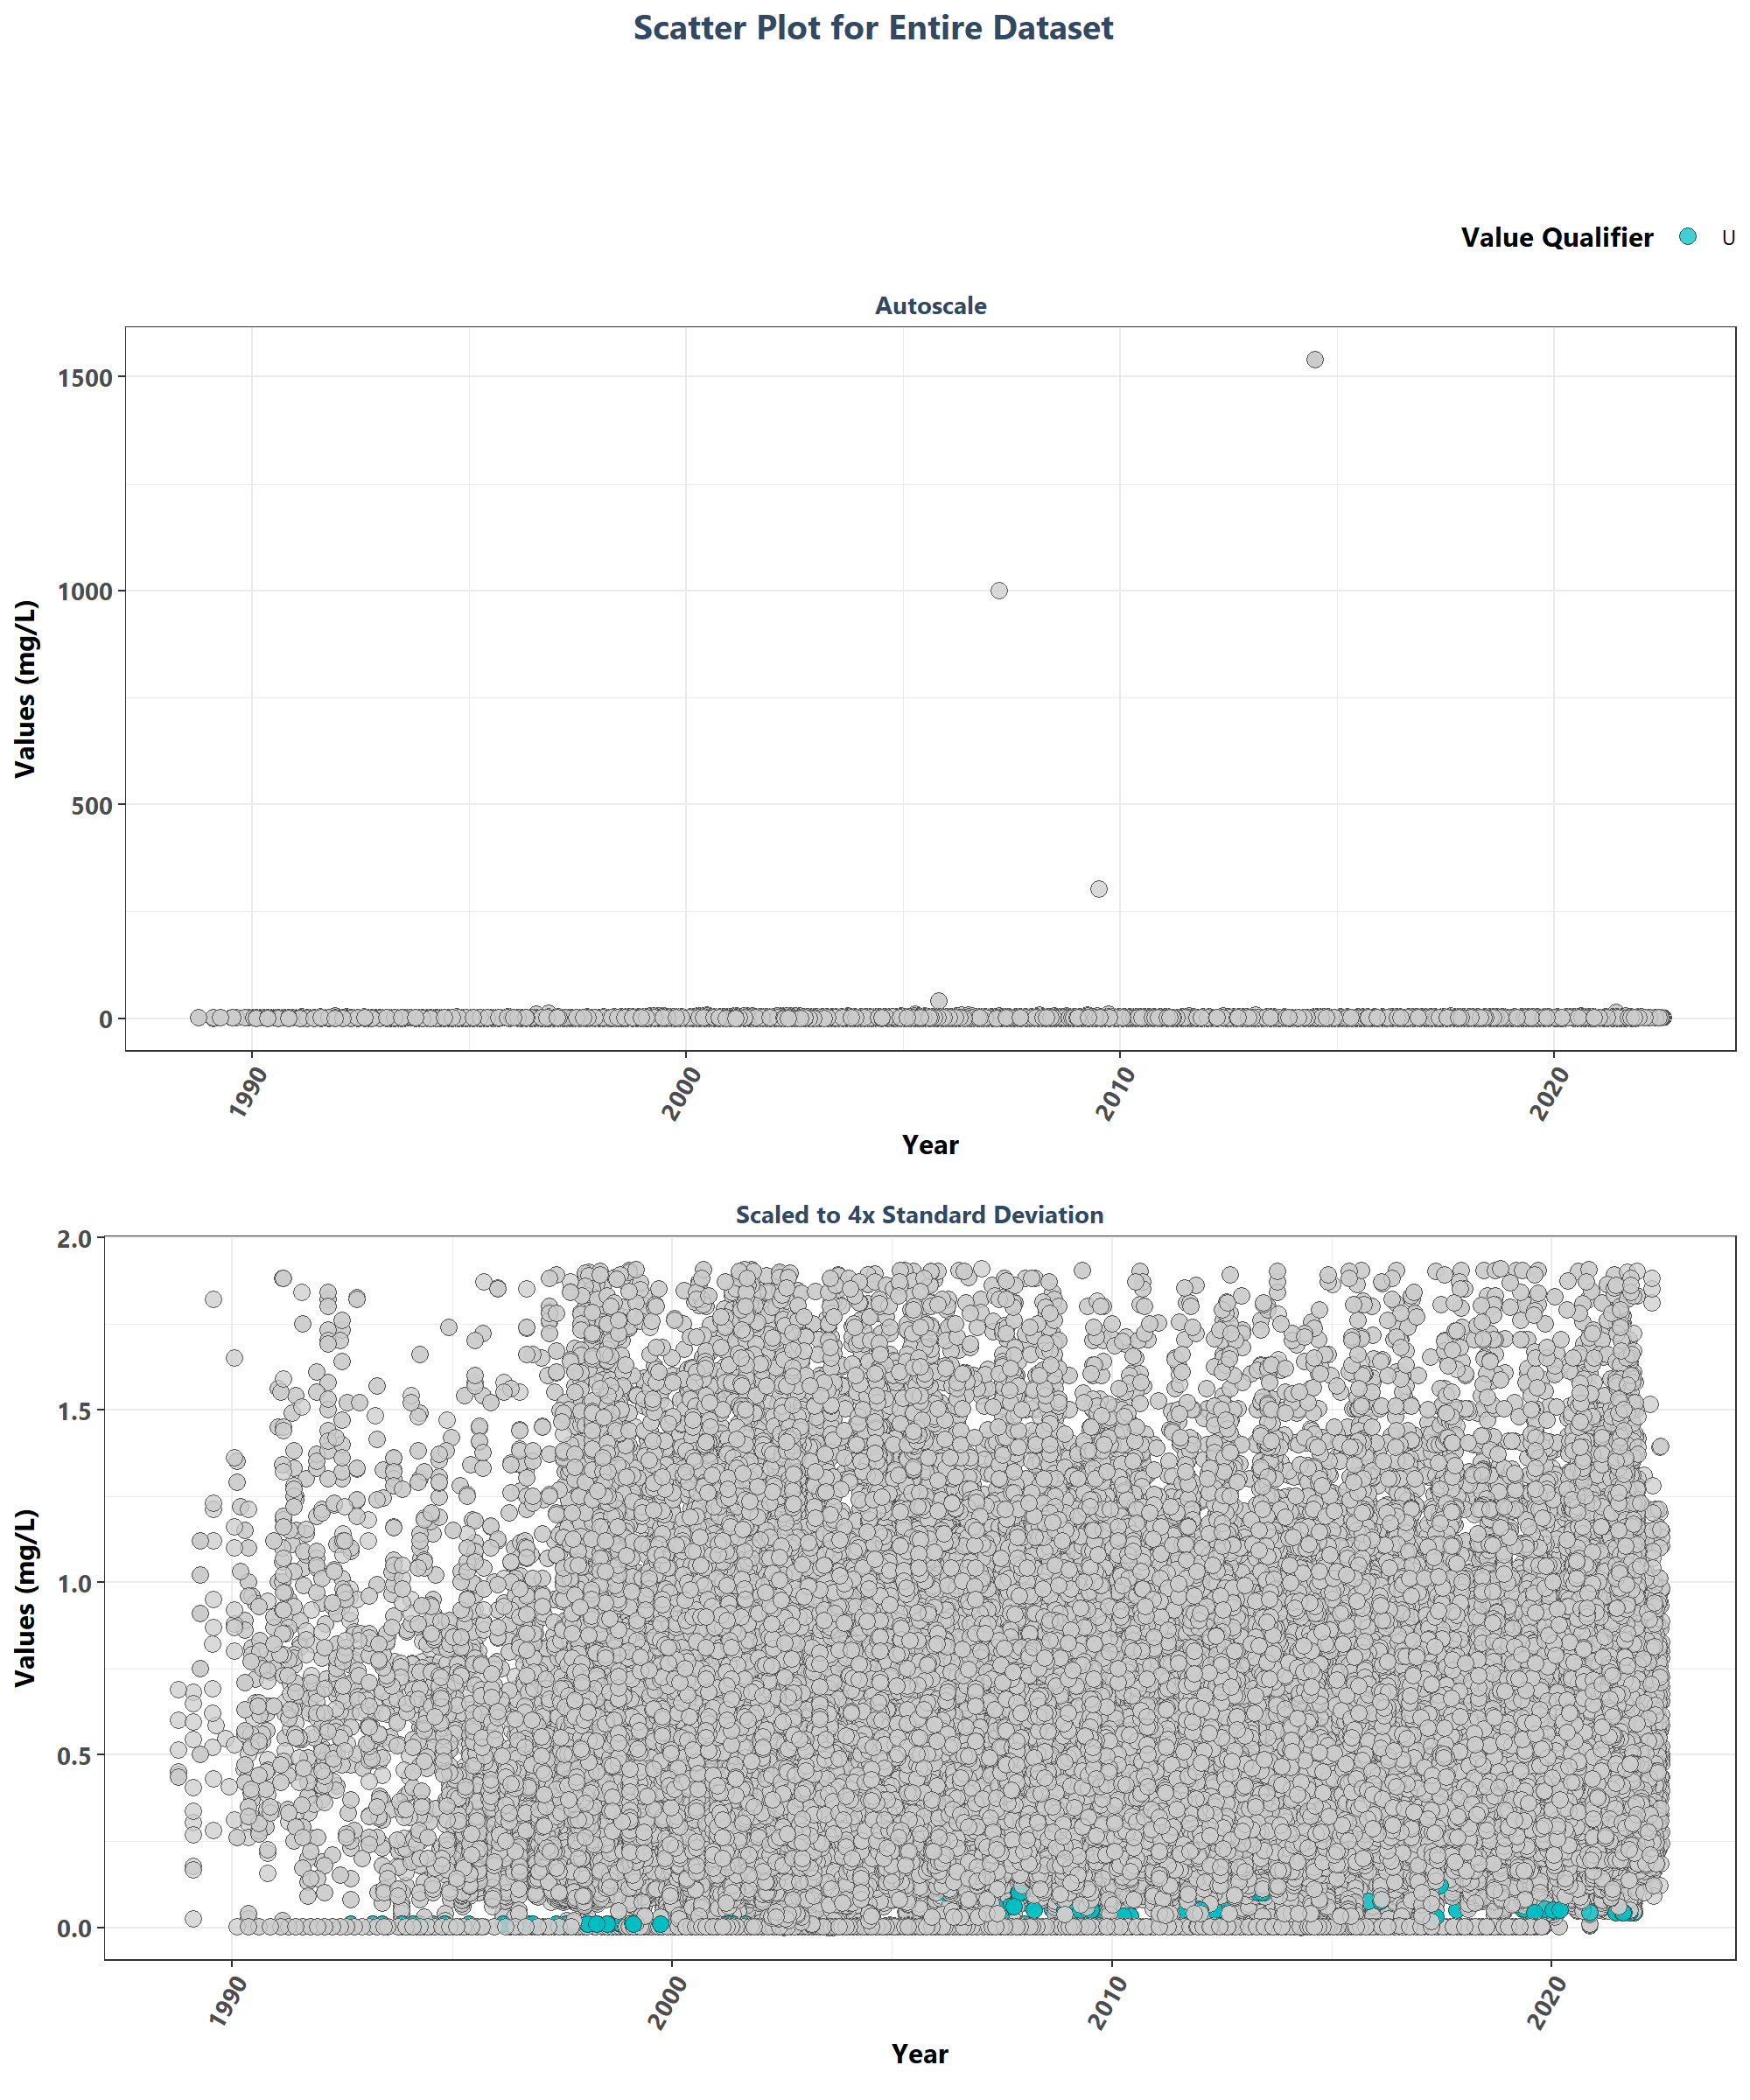 Scatter Plot for Entire Dataset
Value Qualifier U
Autoscale
Values (mg/L)
1500
1000
500
0
1990 2000 2010 2020
Year
Scaled to 4x Standard Deviation
Values (mg/L)
2.0
1.5
1.0
0.5
0.0
1990 2000 2010 2020
Year